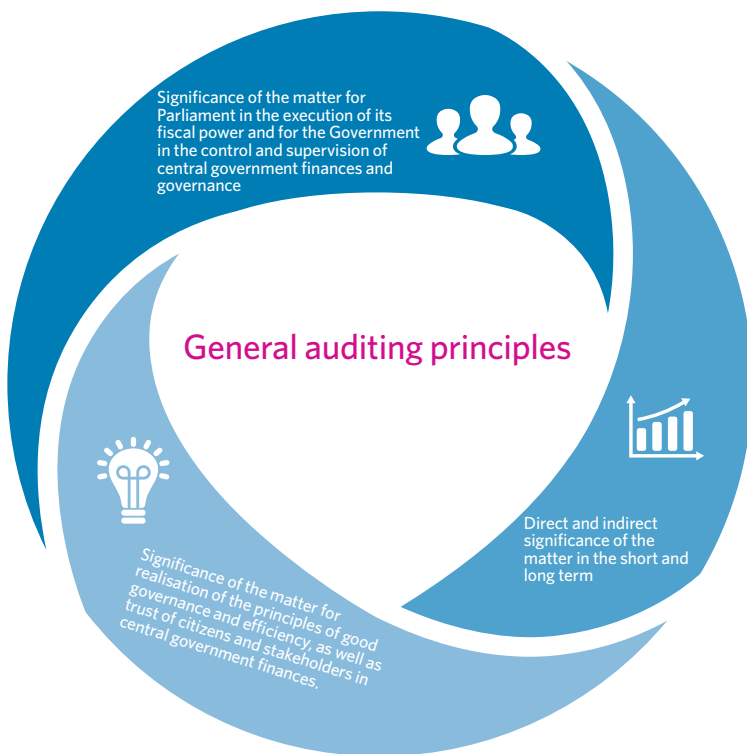 Significance of the matter for
Parliament in the execution of its
fiscal power and for the Government
in the control and supervision of
central government finances and
governance
General auditing principles
Direct and indirect
significance of the
matter in the short and
long term
Significance of the matter for
realisation of the principles of good
governance and efficiency, as well as
trust of citizens and stakeholders in
central government finances.